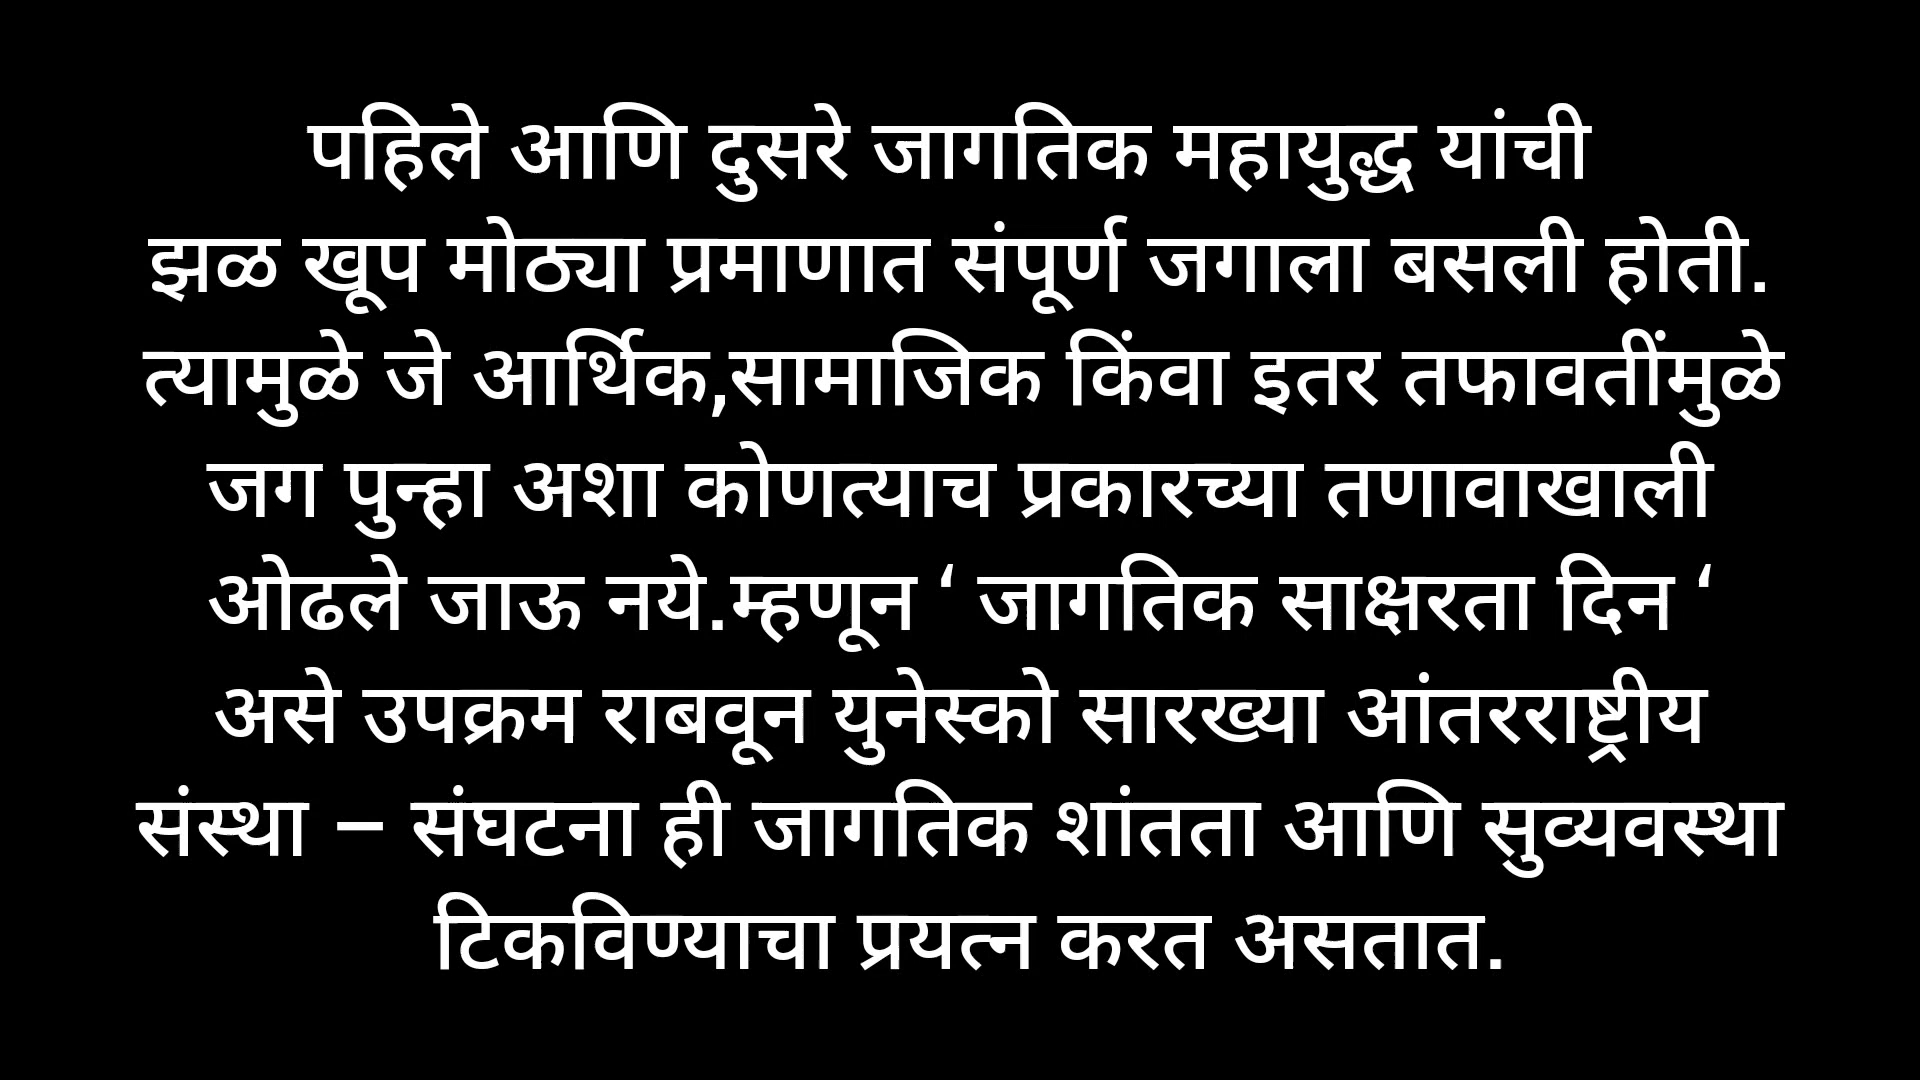 पहिले आणि दुसरे जागतिक महायुद्ध यांची
झळ खूप मोठ्या प्रमाणात संपूर्ण जगाला बसली होती.
त्यामुळे जे आर्थिक,सामाजिक किंवा इतर तफावतींमुळे
जग पुन्हा अशा कोणत्याच प्रकारच्या तणावाखाली
ओढले जाऊ नये.म्हणून ‘ जागतिक साक्षरता दिन ‘
असे उपक्रम राबवून युनेस्को सारख्या आंतरराष्ट्रीय
संस्था – संघटना ही जागतिक शांतता आणि सुव्यवस्था
टिकविण्याचा प्रयत्न करत असतात.